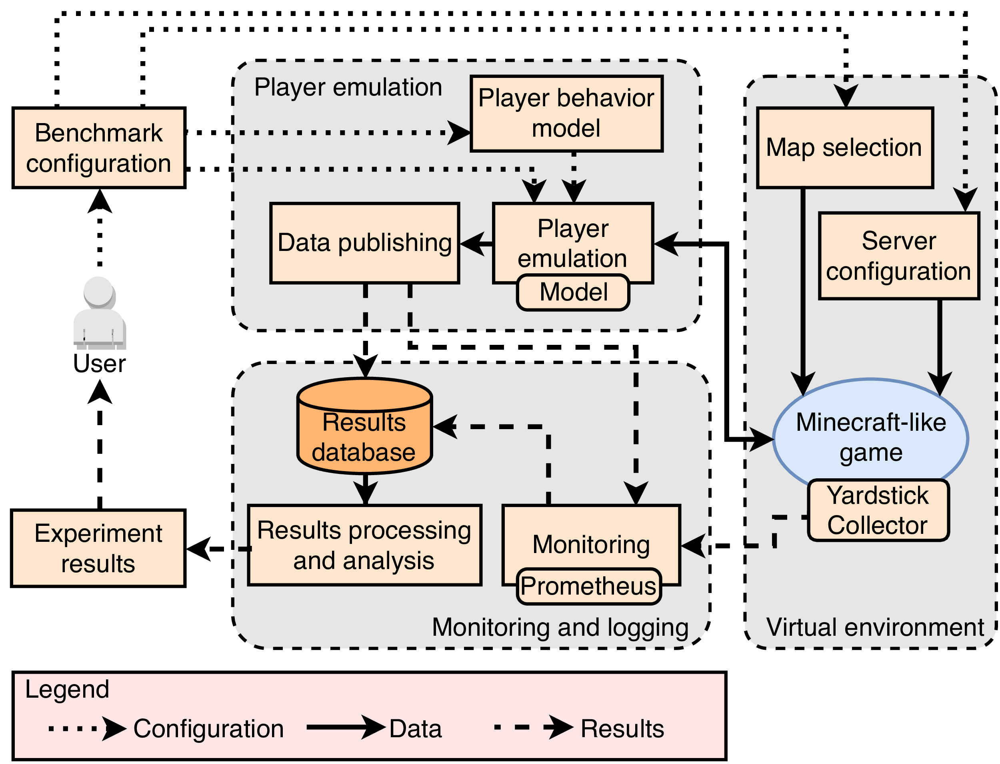 Player emulation
Player behavior
model
Benchmark
configuration
Map selection
Data publishing
Player
emulation
Model
Server
configuration
User
Results
database
Minecraft-like
game
Yardstick
Collector
Experiment
results
Results processing
and analysis
Monitoring
Prometheus
Monitoring and logging
Virtual environment
Legend
Configuration
Data
Results